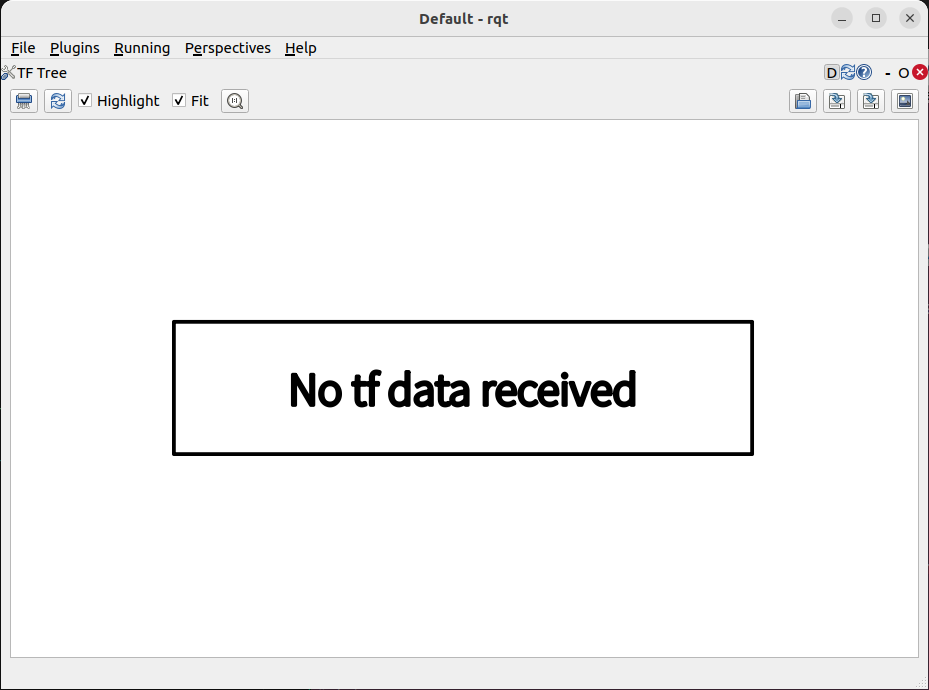 Default - rqt
File Plugins Running Perspectives Help
TF Tree D - O
Highlight Fit
No tf data received